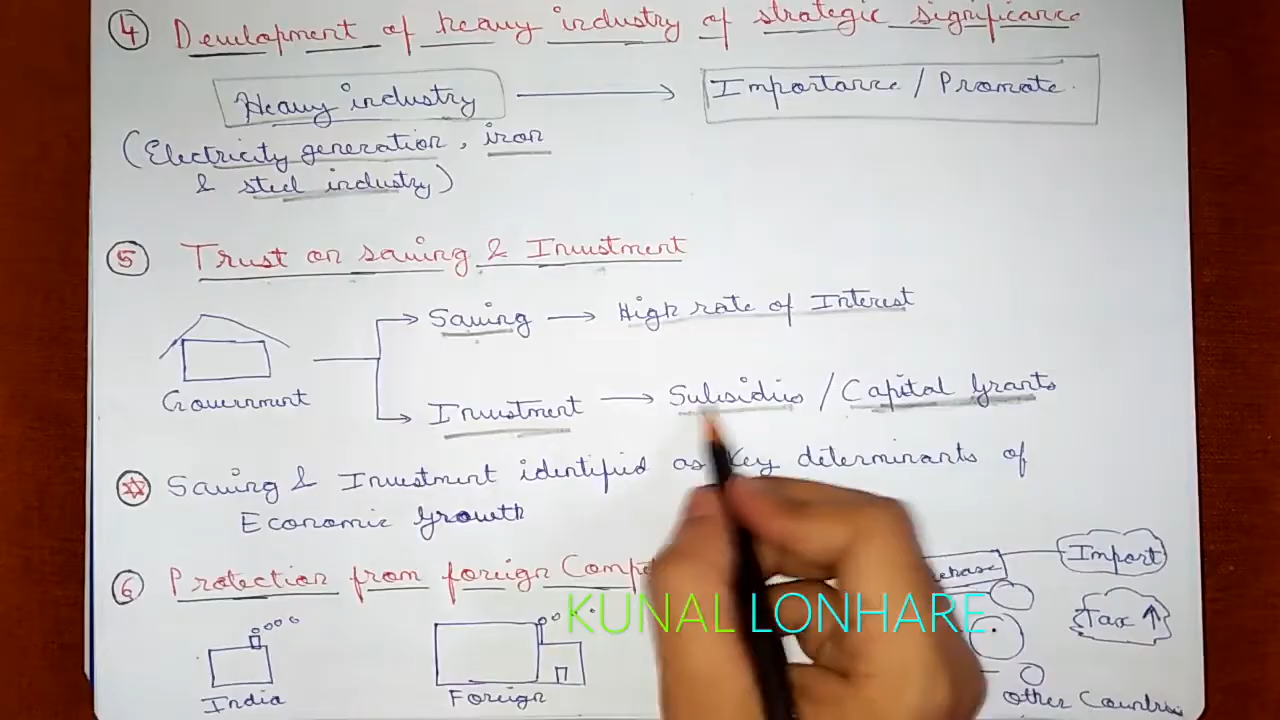 4 Development of heavy industry of strategic significance
Heavy industry → Importance / Promote.
(Electricity generation, iron
& steel industry)
5 Trust on saving & Investment
Saving → High rate of Interest
Government
Investment → Subsidies / Capital Grants
Saving & Investment identified as key determinants of
Economic Growth
6 Protection from foreign
Import
KUNAL LONHARE
Tax ↑
India
Foreign
other Countries